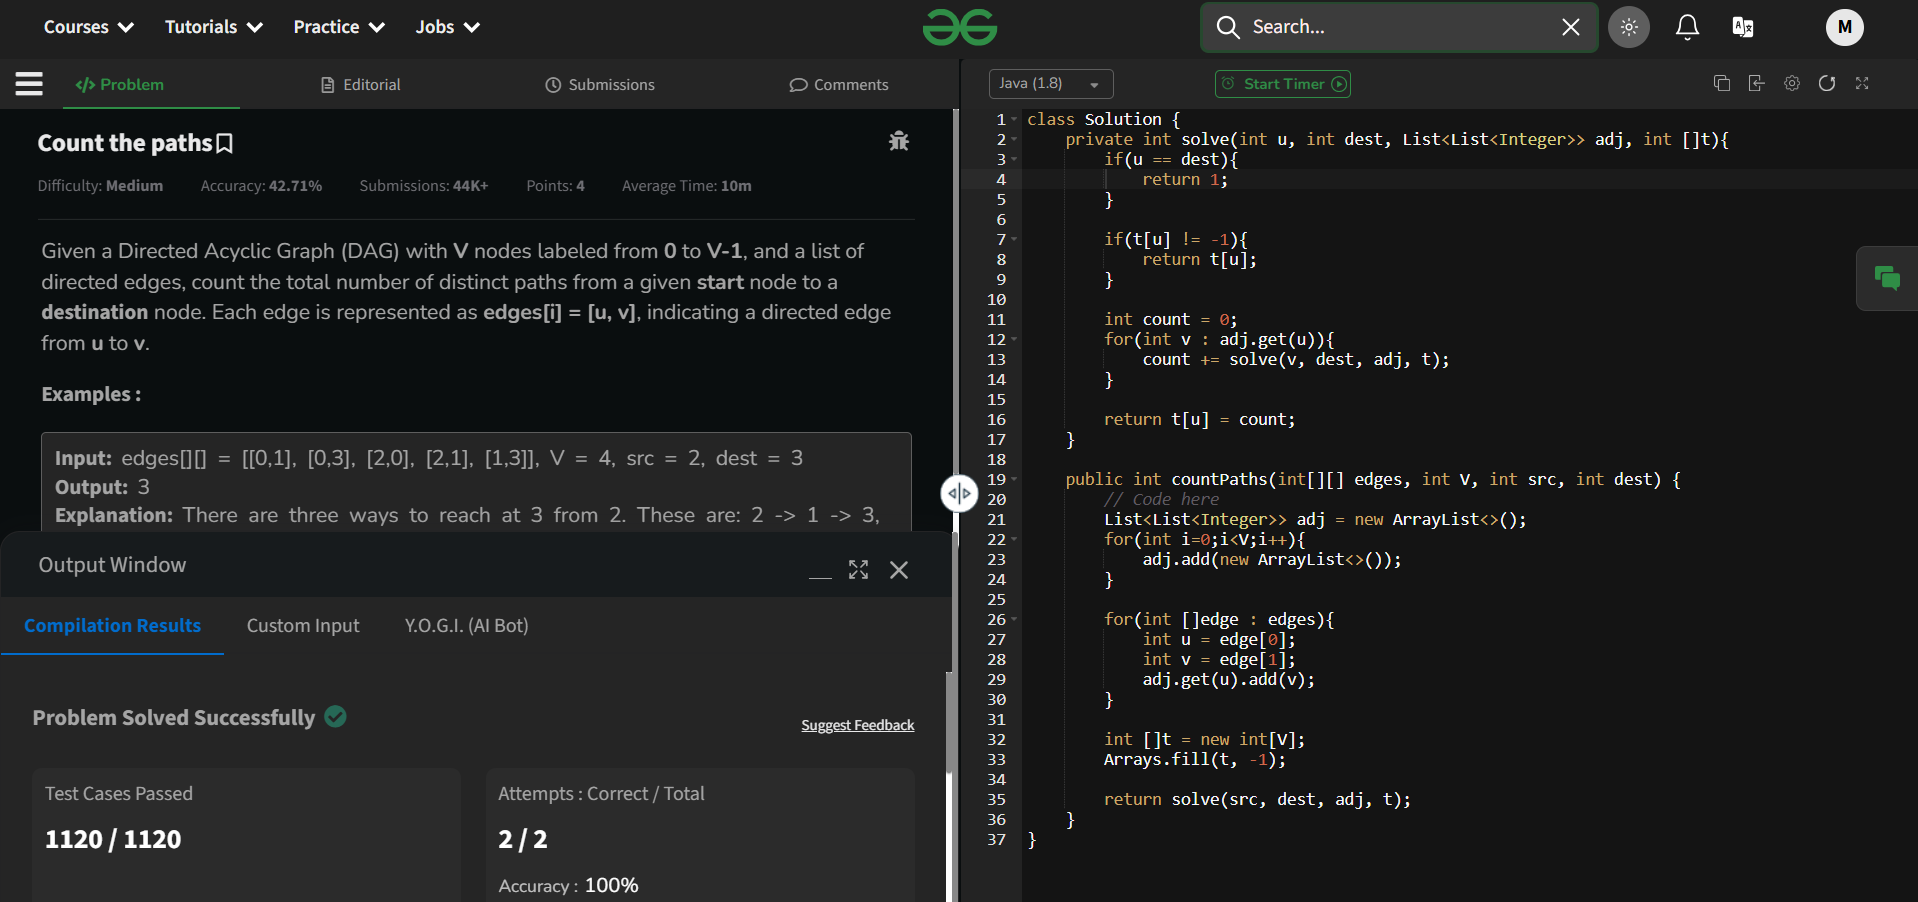 Courses Tutorials Practice Jobs Search... M
Problem Editorial Submissions Comments
Count the paths
Difficulty: Medium Accuracy: 42.71% Submissions: 44K+ Points: 4 Average Time: 10m
Given a Directed Acyclic Graph (DAG) with V nodes labeled from 0 to V-1, and a list of
directed edges, count the total number of distinct paths from a given start node to a
destination node. Each edge is represented as edges[i] = [u, v], indicating a directed edge
from u to v.
Examples :
Input: edges[][] = [[0,1], [0,3], [2,0], [2,1], [1,3]], V = 4, src = 2, dest = 3
Output: 3
Explanation: There are three ways to reach at 3 from 2. These are: 2 -> 1 -> 3,
Output Window
Compilation Results Custom Input Y.O.G.I. (AI Bot)
Problem Solved Successfully
Suggest Feedback
Test Cases Passed
1120 / 1120
Attempts : Correct / Total
2 / 2
Accuracy : 100%
Java (1.8) Start Timer
1 class Solution {
2 private int solve(int u, int dest, List<List<Integer>> adj, int []t){
3 if(u == dest){
4 return 1;
5 }
6
7 if(t[u] != -1){
8 return t[u];
9 }
10
11 int count = 0;
12 for(int v : adj.get(u)){
13 count += solve(v, dest, adj, t);
14 }
15
16 return t[u] = count;
17 }
18
19 public int countPaths(int[][] edges, int V, int src, int dest) {
20 // Code here
21 List<List<Integer>> adj = new ArrayList<>();
22 for(int i=0;i<V;i++){
23 adj.add(new ArrayList<>());
24 }
25
26 for(int []edge : edges){
27 int u = edge[0];
28 int v = edge[1];
29 adj.get(u).add(v);
30 }
31
32 int []t = new int[V];
33 Arrays.fill(t, -1);
34
35 return solve(src, dest, adj, t);
36 }
37 }